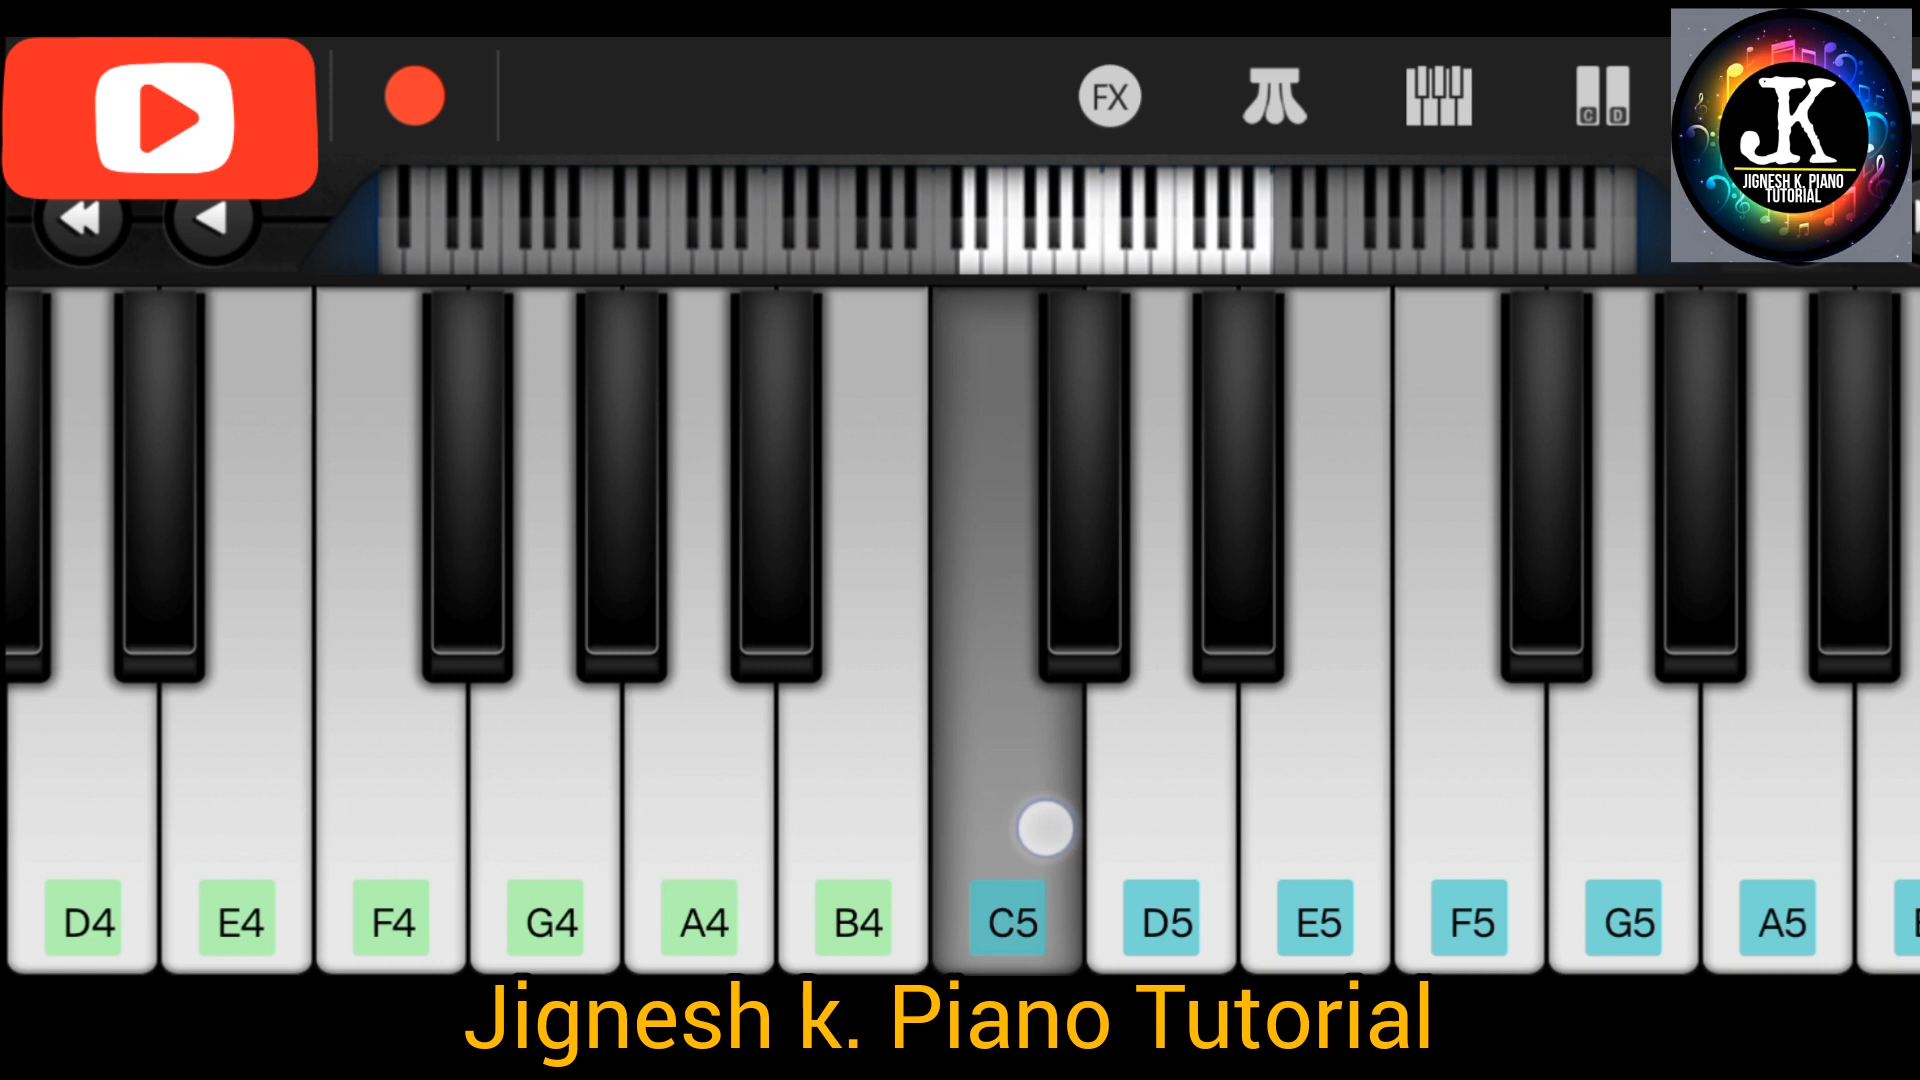 FX
C D
JK
JIGNESH K. PIANO
TUTORIAL
D4 E4 F4 G4 A4 B4 C5 D5 E5 F5 G5 A5
Jignesh k. Piano Tutorial